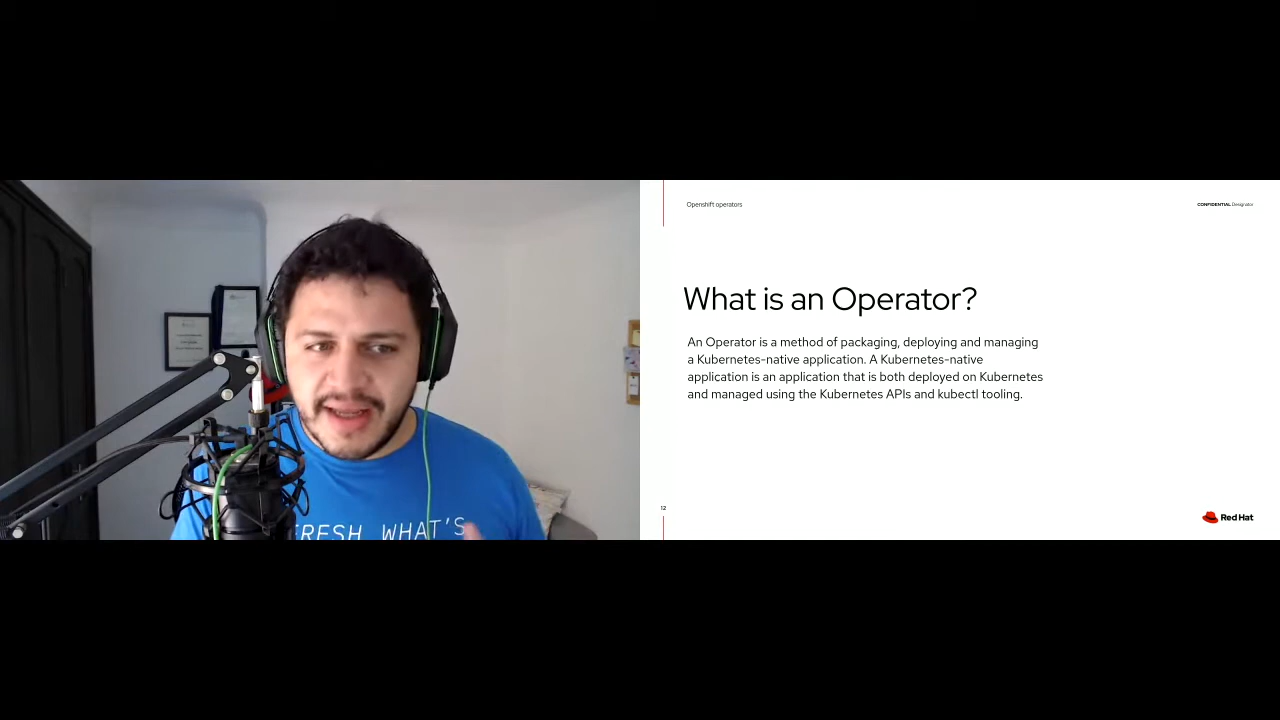 FRESH WHAT'S
Openshift operators
CONFIDENTIAL Designator
What is an Operator?
An Operator is a method of packaging, deploying and managing
a Kubernetes-native application. A Kubernetes-native
application is an application that is both deployed on Kubernetes
and managed using the Kubernetes APIs and kubectl tooling.
12
Red Hat